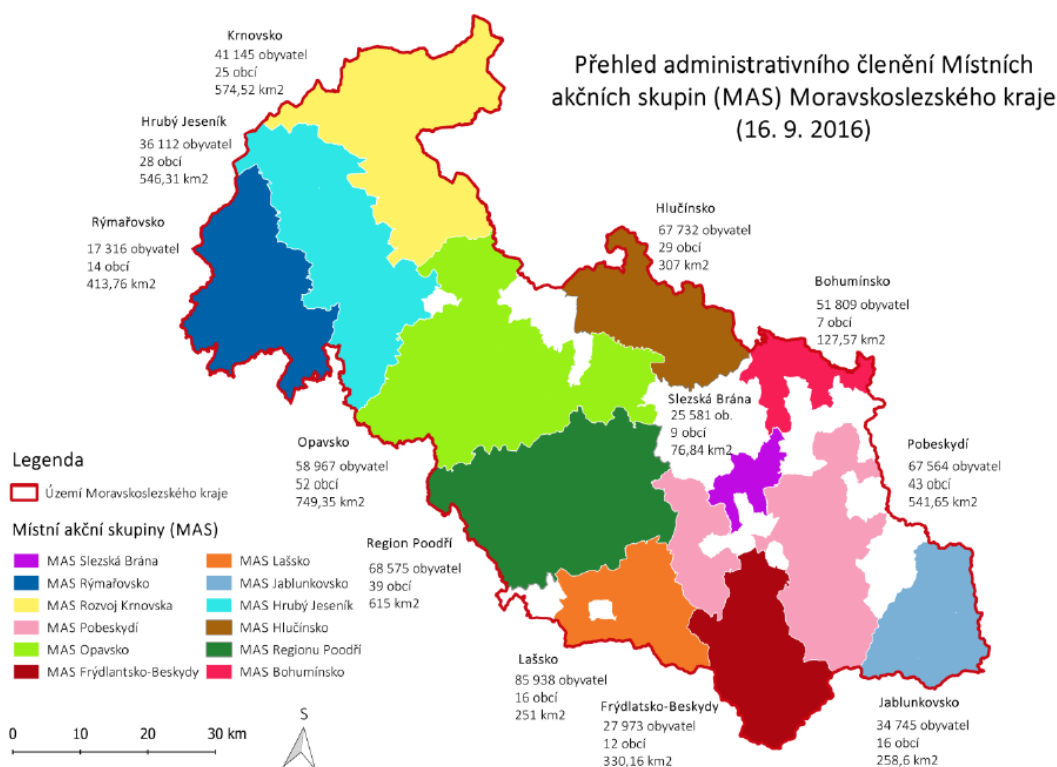 Přehled administrativního členění Místních
akčních skupin (MAS) Moravskoslezského kraje
(16. 9. 2016)
Krnovsko
41 145 obyvatel
25 obcí
574,52 km2
Hrubý Jeseník
36 112 obyvatel
28 obcí
546,31 km2
Rýmařovsko
17 316 obyvatel
14 obcí
413,76 km2
Hlučínsko
67 732 obyvatel
29 obcí
307 km2
Bohumínsko
51 809 obyvatel
7 obcí
127,57 km2
Slezská Brána
25 581 ob.
9 obcí
76,84 km2
Opavsko
58 967 obyvatel
52 obcí
749,35 km2
Pobeskydí
67 564 obyvatel
43 obcí
541,65 km2
Region Poodří
68 575 obyvatel
39 obcí
615 km2
Lašsko
85 938 obyvatel
16 obcí
251 km2
Frýdlatsko-Beskydy
27 973 obyvatel
12 obcí
330,16 km2
Jablunkovsko
34 745 obyvatel
16 obcí
258,6 km2
Legenda
Území Moravskoslezského kraje
Místní akční skupiny (MAS)
MAS Slezská Brána
MAS Rýmařovsko
MAS Rozvoj Krnovska
MAS Pobeskydí
MAS Opavsko
MAS Frýdlantsko-Beskydy
MAS Lašsko
MAS Jablunkovsko
MAS Hrubý Jeseník
MAS Hlučínsko
MAS Regionu Poodří
MAS Bohumínsko
0 10 20 30 km
S